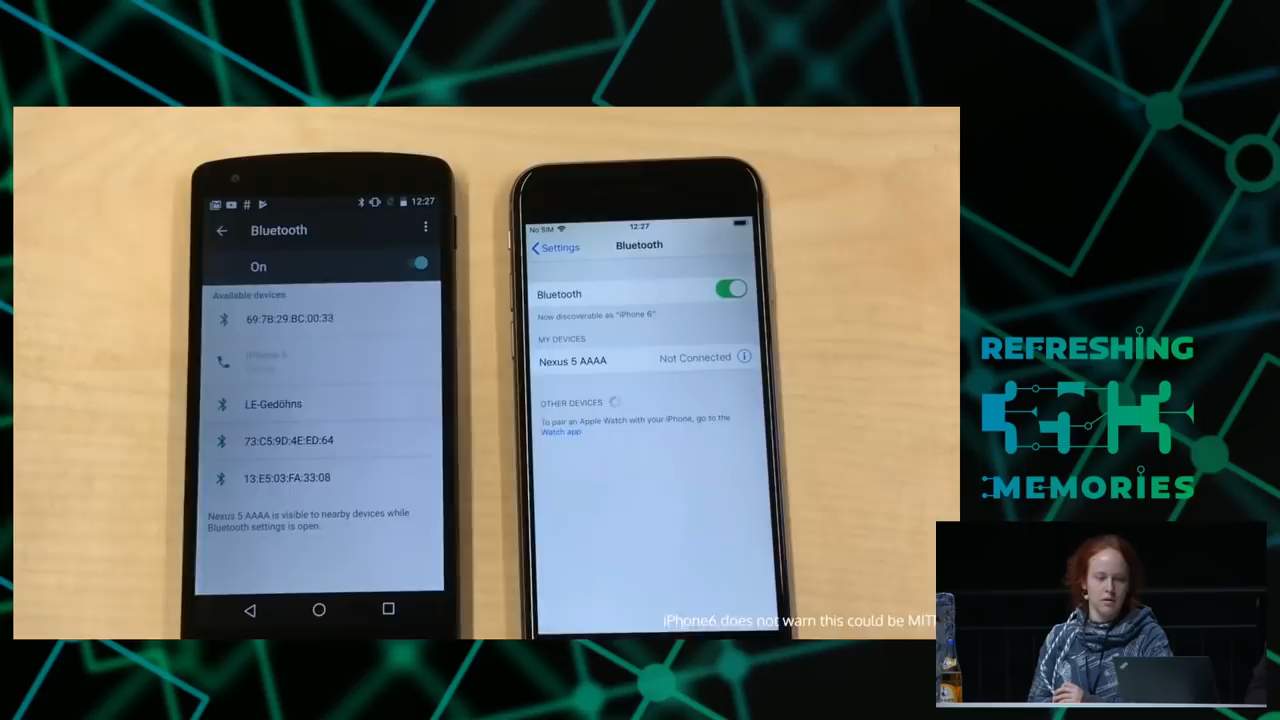 12:27
Bluetooth
On
Available devices
69:7B:29:BC:00:33
iPhone 6
LE-Gedöhns
73:C5:9D:4E:ED:64
13:E5:03:FA:33:08
Nexus 5 AAAA is visible to nearby devices while
Bluetooth settings is open.
No SIM 12:27
Settings Bluetooth
Bluetooth
Now discoverable as "iPhone 6"
MY DEVICES
Nexus 5 AAAA Not Connected
OTHER DEVICES
To pair an Apple Watch with your iPhone, go to the
Watch app
iPhone6 does not warn this could be MIT
REFRESHING
MEMORIES